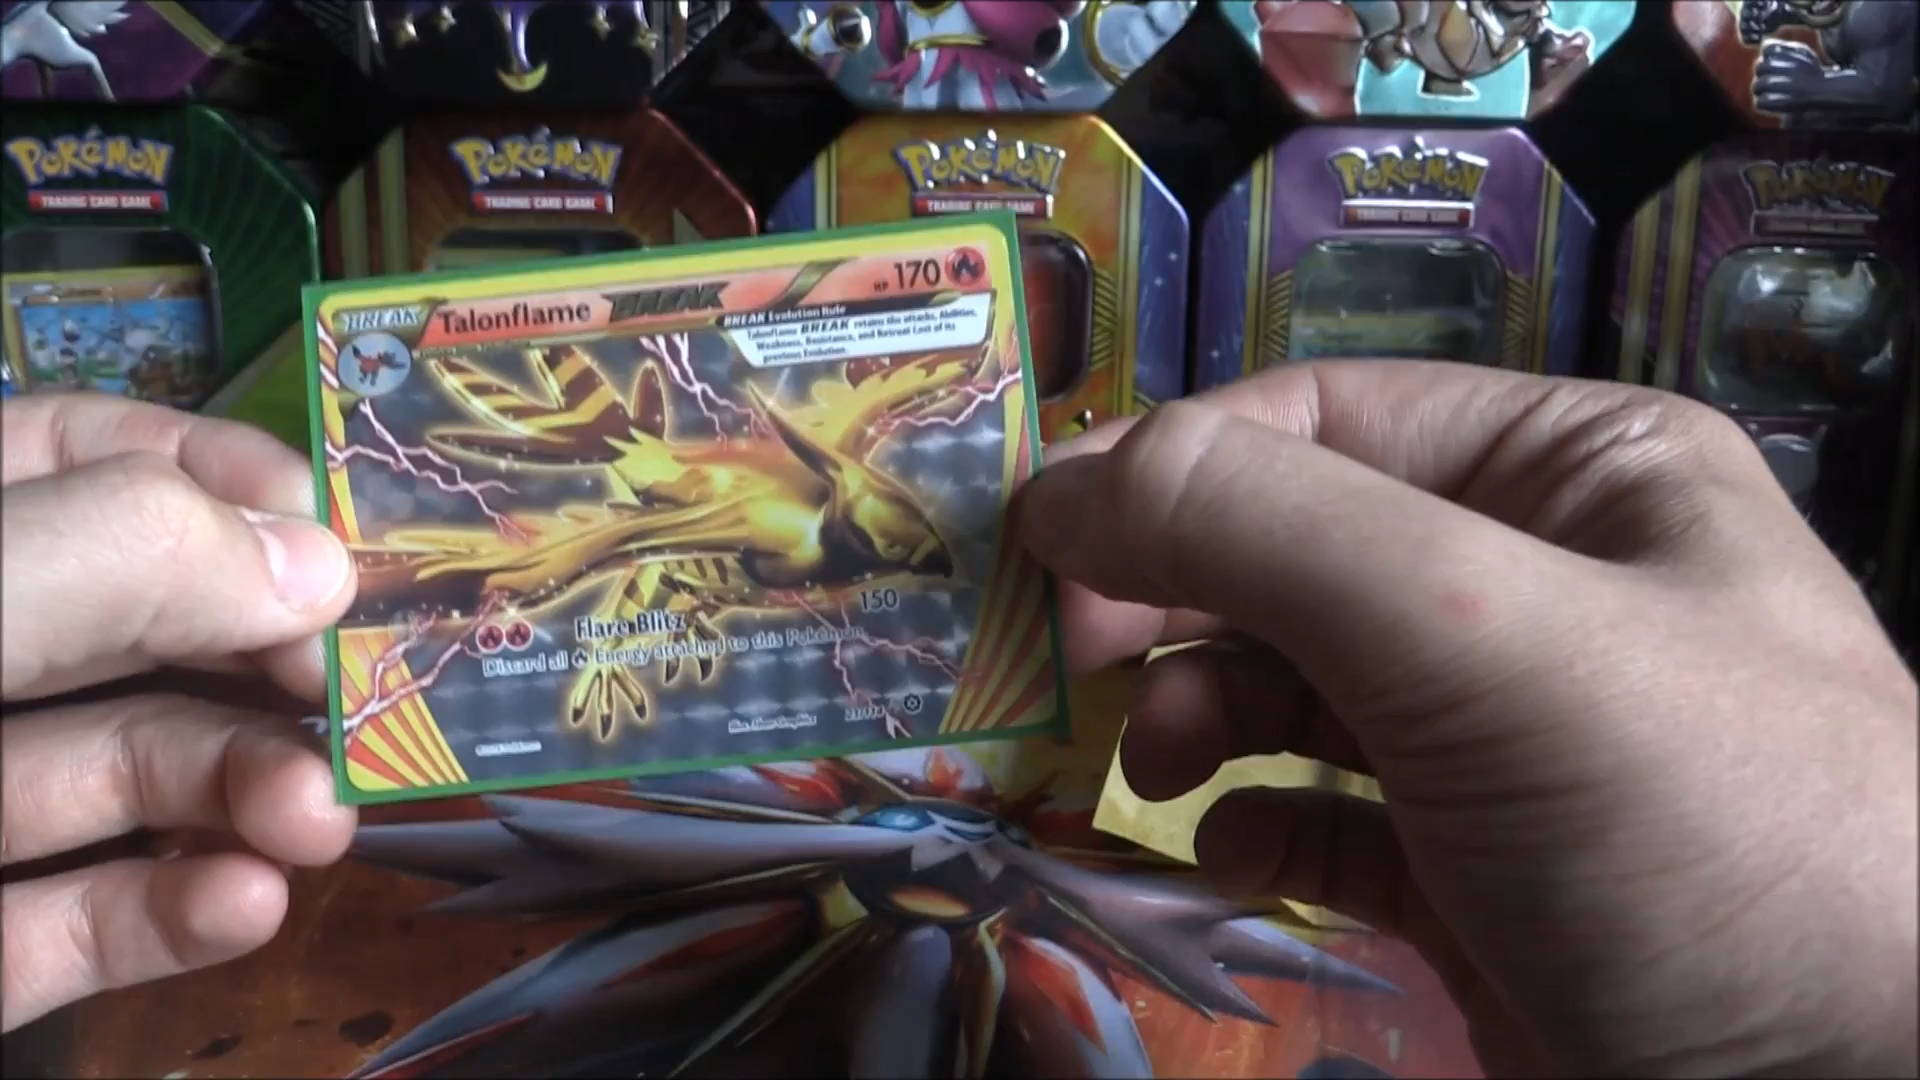 POKéMON
TRADING CARD GAME
POKéMON
TRADING CARD GAME
POKéMON
TRADING CARD GAME
POKéMON
TRADING CARD GAME
POKéMON
BREAK Talonflame BREAK HP 170
BREAK Evolution Rule
Talonflame BREAK retains the attacks, Abilities,
Weakness, Resistance, and Retreat Cost of its
previous Evolution.
Flare Blitz 150
Discard all Energy attached to this Pokémon.